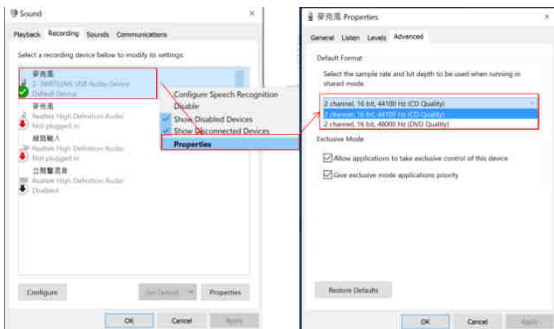 Sound
Playback Recording Sounds Communications
Select a recording device below to modify its settings:
麥克風
USB Audio Device
Default Device
麥克風
Realtek High Definition Audio
Not plugged in
線路輸入
Realtek High Definition Audio
Not plugged in
立體聲混音
Realtek High Definition Audio
Disabled
Configure Speech Recognition
Disable
Show Disabled Devices
Show Disconnected Devices
Properties
Configure Set Default Properties
OK Cancel Apply
麥克風 Properties
General Listen Levels Advanced
Default Format
Select the sample rate and bit depth to be used when running in
shared mode.
2 channel, 16 bit, 44100 Hz (CD Quality)
2 channel, 16 bit, 44100 Hz (CD Quality)
2 channel, 16 bit, 48000 Hz (DVD Quality)
Exclusive Mode
Allow applications to take exclusive control of this device
Give exclusive mode applications priority
Restore Defaults
OK Cancel Apply